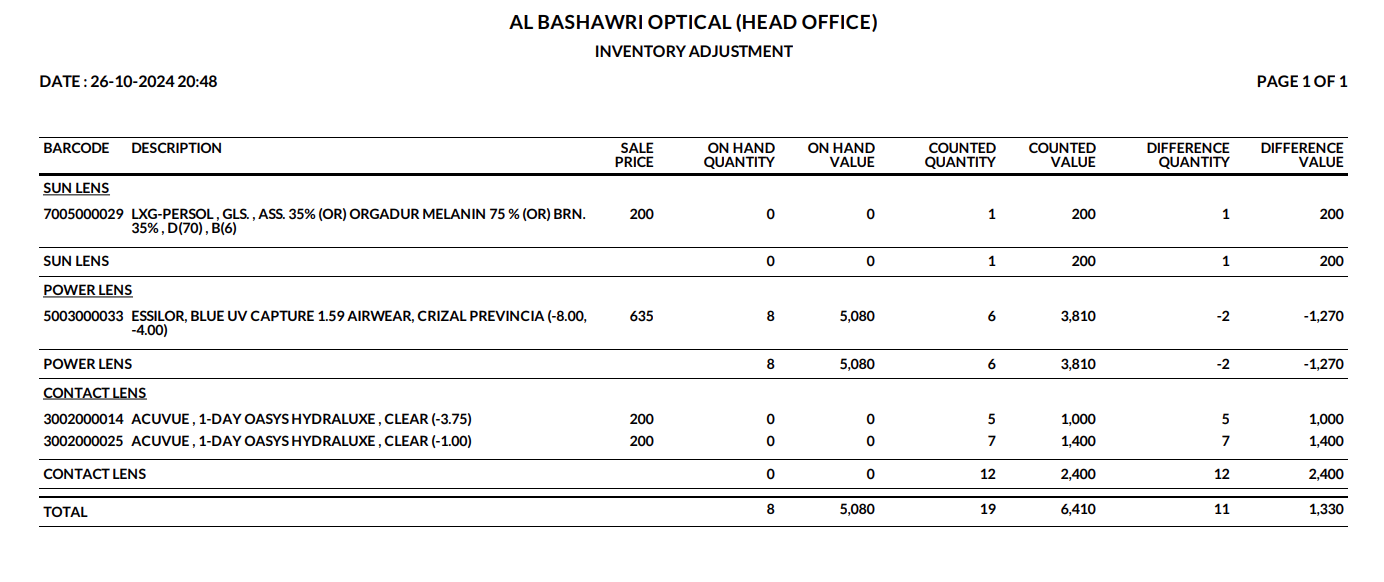 AL BASHAWRI OPTICAL (HEAD OFFICE)
INVENTORY ADJUSTMENT
DATE : 26-10-2024 20:48 PAGE 1 OF 1
BARCODE DESCRIPTION SALE PRICE ON HAND QUANTITY ON HAND VALUE COUNTED QUANTITY COUNTED VALUE DIFFERENCE QUANTITY DIFFERENCE VALUE
SUN LENS
7005000029 LXG-PERSOL , GLS. , ASS. 35% (OR) ORGADUR MELANIN 75 % (OR) BRN. 200 0 0 1 200 1 200
35% , D(70) , B(6)
SUN LENS 0 0 1 200 1 200
POWER LENS
5003000033 ESSILOR, BLUE UV CAPTURE 1.59 AIRWEAR, CRIZAL PREVINCIA (-8.00, 635 8 5,080 6 3,810 -2 -1,270
-4.00)
POWER LENS 8 5,080 6 3,810 -2 -1,270
CONTACT LENS
3002000014 ACUVUE , 1-DAY OASYS HYDRALUXE , CLEAR (-3.75) 200 0 0 5 1,000 5 1,000
3002000025 ACUVUE , 1-DAY OASYS HYDRALUXE , CLEAR (-1.00) 200 0 0 7 1,400 7 1,400
CONTACT LENS 0 0 12 2,400 12 2,400
TOTAL 8 5,080 19 6,410 11 1,330